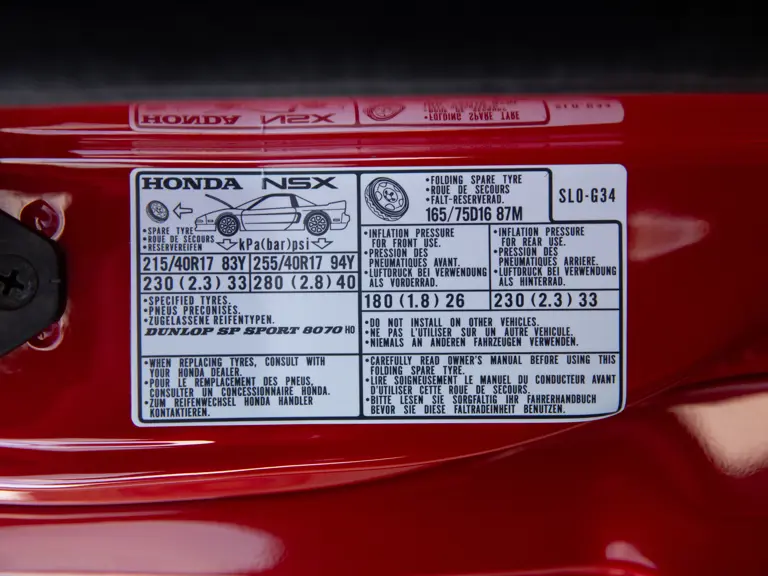 HONDA NSX
• SPARE TYRE
• ROUE DE SECOURS
• RESERVEREIFEN
kPa(bar)psi
215/40R17 83Y
255/40R17 94Y
230 (2.3) 33
280 (2.8) 40
• SPECIFIED TYRES.
• PNEUS PRECONISÉS.
• ZUGELASSENE REIFENTYPEN.
DUNLOP SP SPORT 8070 HO
• WHEN REPLACING TYRES, CONSULT WITH
YOUR HONDA DEALER.
• POUR LE REMPLACEMENT DES PNEUS,
CONSULTER UN CONCESSIONNAIRE HONDA.
• ZUM REIFENWECHSEL HONDA HÄNDLER
KONTAKTIEREN.
• FOLDING SPARE TYRE
• ROUE DE SECOURS
• FALT-RESERVERAD.
165/75D16 87M
SL0-G34
• INFLATION PRESSURE
FOR FRONT USE.
• PRESSION DES
PNEUMATIQUES AVANT.
• LUFTDRUCK BEI VERWENDUNG
ALS VORDERRAD.
• INFLATION PRESSURE
FOR REAR USE.
• PRESSION DES
PNEUMATIQUES ARRIERE.
• LUFTDRUCK BEI VERWENDUNG
ALS HINTERRAD.
180 (1.8) 26
230 (2.3) 33
• DO NOT INSTALL ON OTHER VEHICLES.
• NE PAS L'UTILISER SUR UN AUTRE VEHICULE.
• NIEMALS AN ANDEREN FAHRZEUGEN VERWENDEN.
• CAREFULLY READ OWNER'S MANUAL BEFORE USING THIS
FOLDING SPARE TYRE.
• LIRE SOIGNEUSEMENT LE MANUEL DU CONDUCTEUR AVANT
D'UTILISER CETTE ROUE DE SECOURS.
• BITTE LESEN SIE SORGFALTIG IHR FAHRERHANDBUCH
BEVOR SIE DIESE FALTRADEINHEIT BENUTZEN.